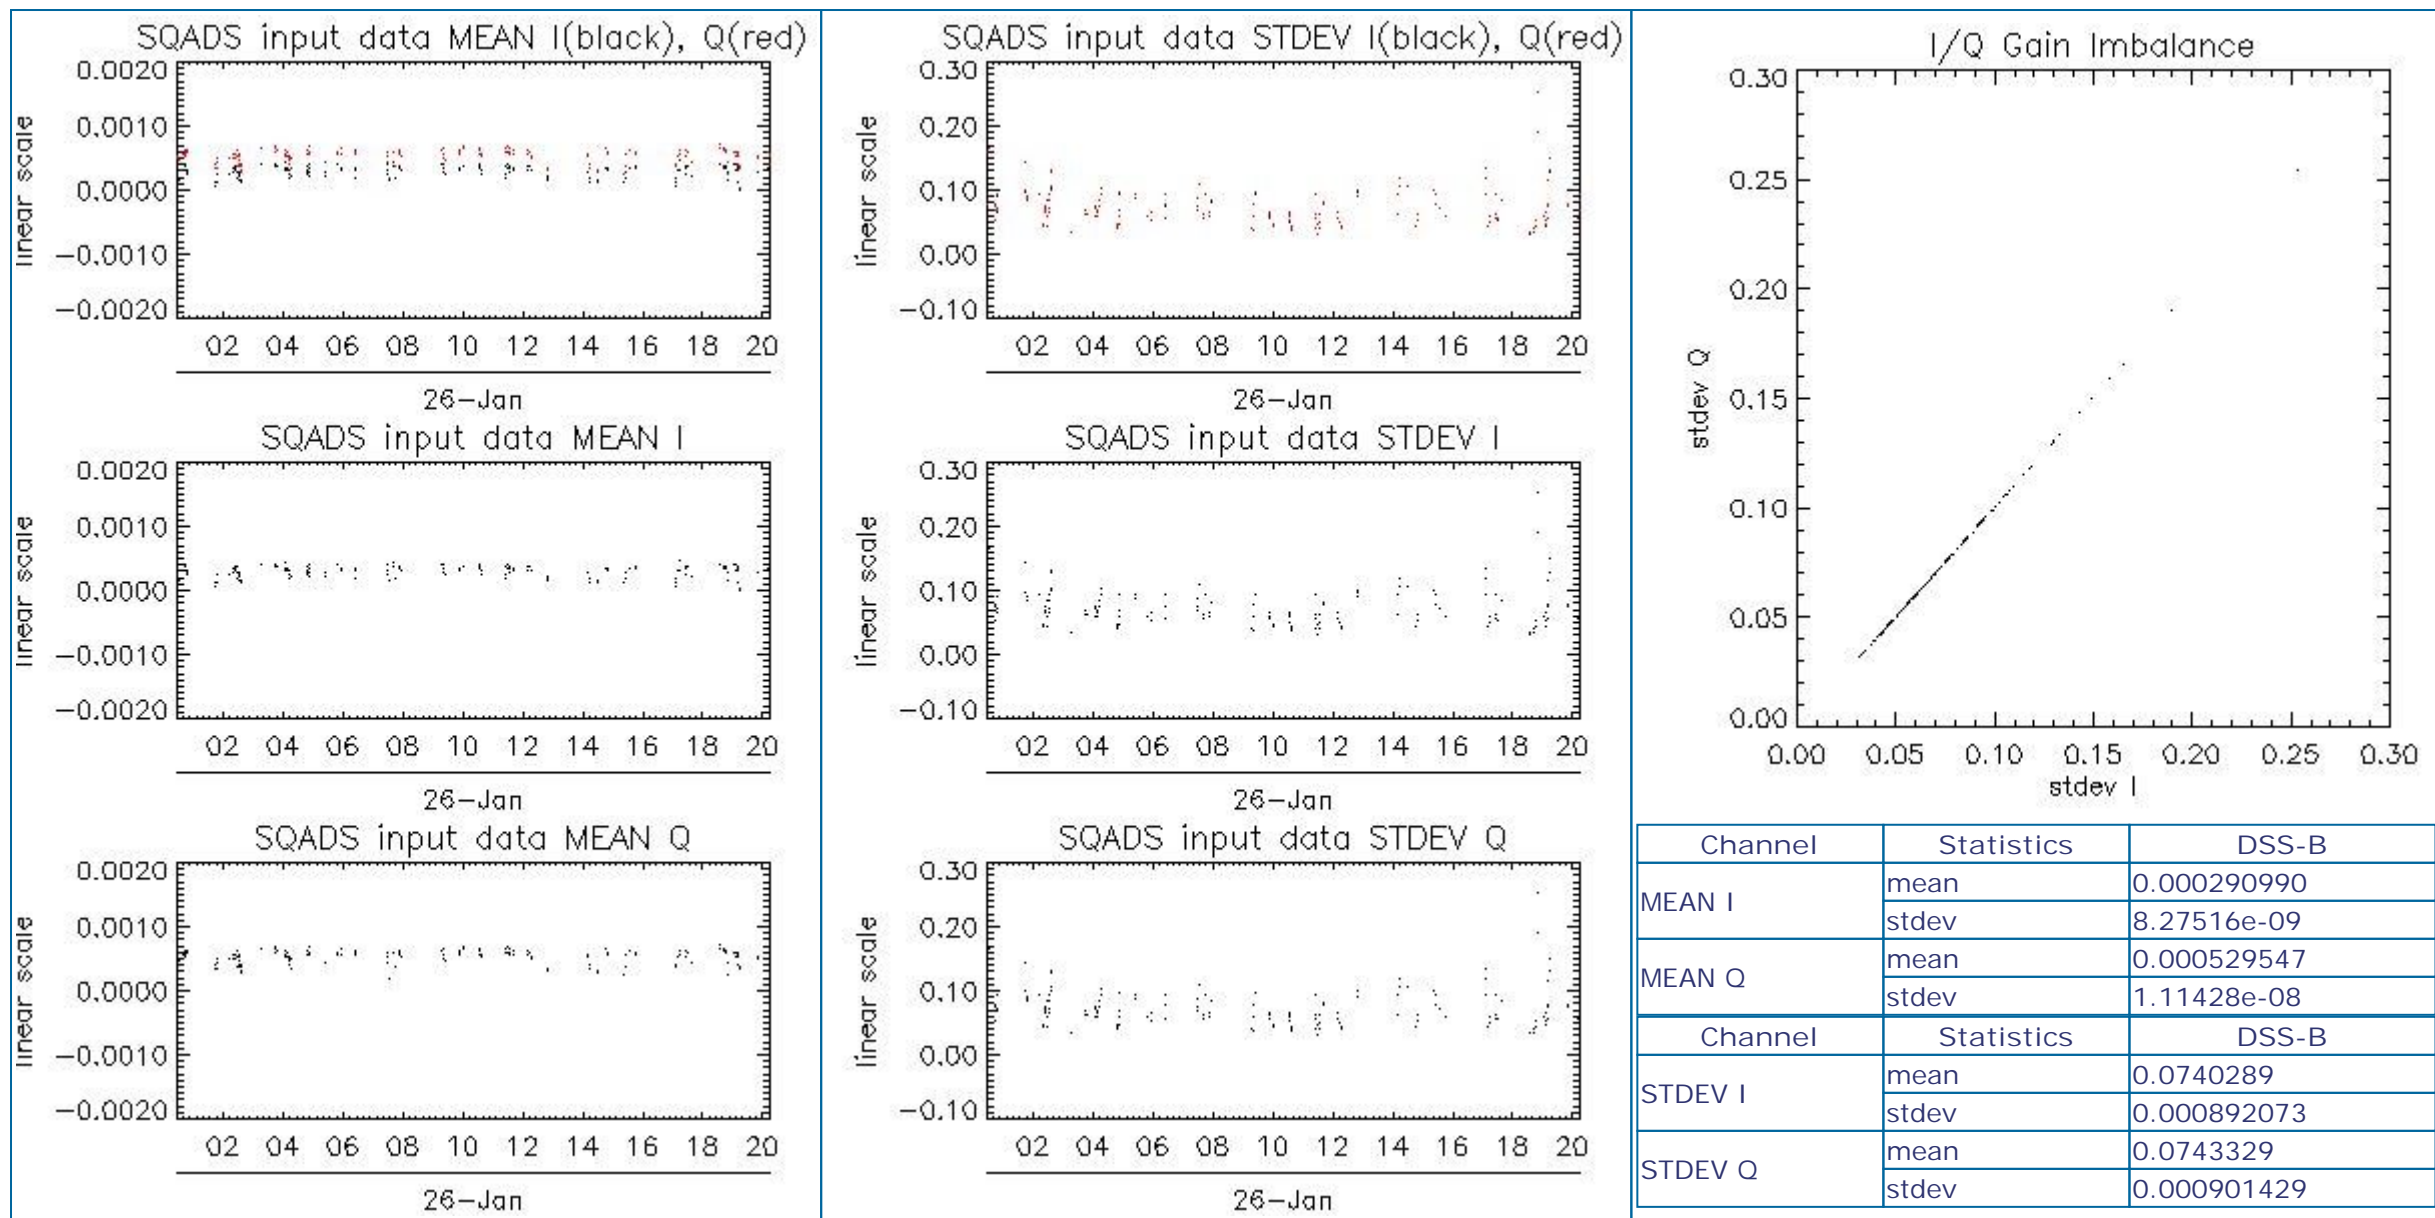 SQADS input data MEAN I(black), Q(red)
0.0020
0.0010
0.0000
-0.0010
-0.0020
linear scale
02 04 06 08 10 12 14 16 18 20
26-Jan
SQADS input data MEAN I
0.0020
0.0010
0.0000
-0.0010
-0.0020
linear scale
02 04 06 08 10 12 14 16 18 20
26-Jan
SQADS input data MEAN Q
0.0020
0.0010
0.0000
-0.0010
-0.0020
linear scale
02 04 06 08 10 12 14 16 18 20
26-Jan
SQADS input data STDEV I(black), Q(red)
0.30
0.20
0.10
0.00
-0.10
linear scale
02 04 06 08 10 12 14 16 18 20
26-Jan
SQADS input data STDEV I
0.30
0.20
0.10
0.00
-0.10
linear scale
02 04 06 08 10 12 14 16 18 20
26-Jan
SQADS input data STDEV Q
0.30
0.20
0.10
0.00
-0.10
linear scale
02 04 06 08 10 12 14 16 18 20
26-Jan
I/Q Gain Imbalance
0.30
0.25
0.20
0.15
0.10
0.05
0.00
stdev Q
0.00 0.05 0.10 0.15 0.20 0.25 0.30
stdev I
Channel Statistics DSS-B
MEAN I mean 0.000290990
stdev 8.27516e-09
MEAN Q mean 0.000529547
stdev 1.11428e-08
Channel Statistics DSS-B
STDEV I mean 0.0740289
stdev 0.000892073
STDEV Q mean 0.0743329
stdev 0.000901429